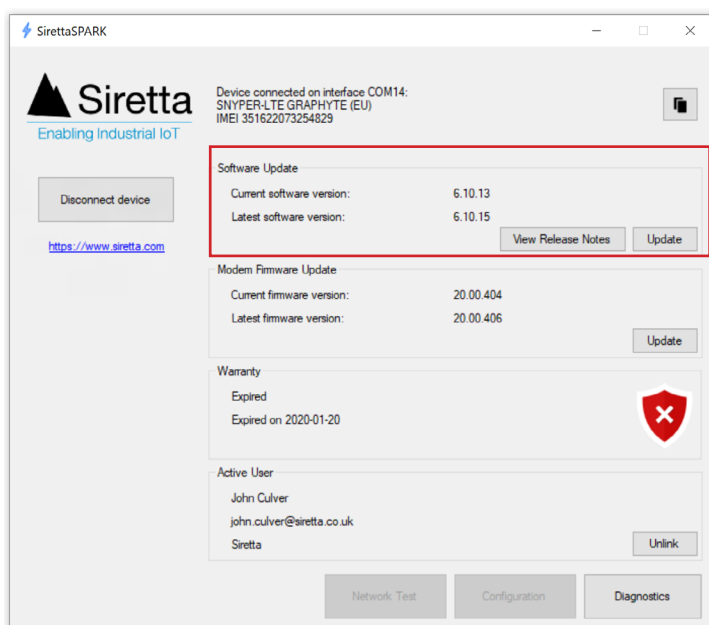 SirettaSPARK
Siretta
Enabling Industrial IoT
Device connected on interface COM14:
SNYPER-LTE GRAPHYTE (EU)
IMEI 351622073254829
Disconnect device
https://www.siretta.com
Software Update
Current software version: 6.10.13
Latest software version: 6.10.15
View Release Notes Update
Modem Firmware Update
Current firmware version: 20.00.404
Latest firmware version: 20.00.406
Update
Warranty
Expired
Expired on 2020-01-20
Active User
John Culver
john.culver@siretta.co.uk
Siretta
Unlink
Network Test Configuration Diagnostics